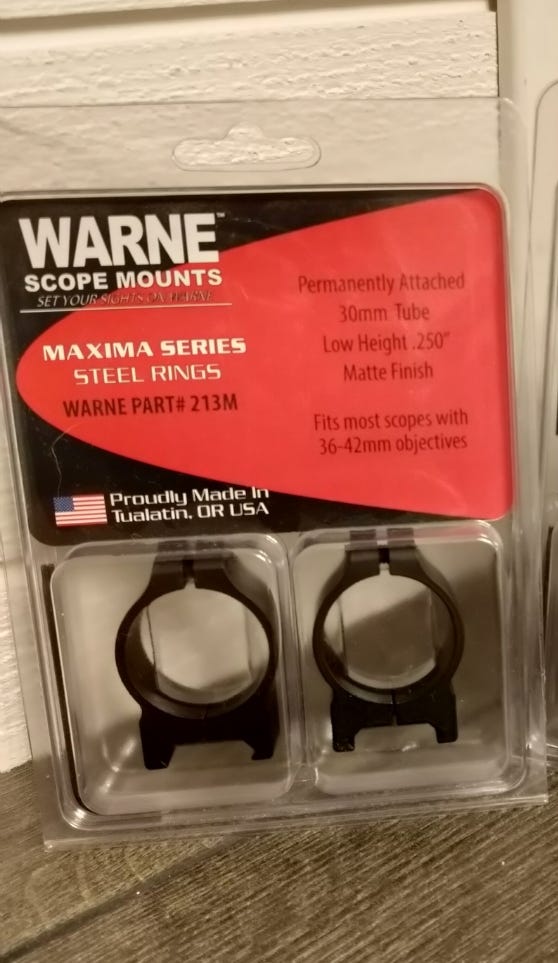 WARNE™
SCOPE MOUNTS
SET YOUR SIGHTS ON WARNE
MAXIMA SERIES
STEEL RINGS
WARNE PART# 213M
Permanently Attached
30mm Tube
Low Height .250"
Matte Finish
Fits most scopes with
36-42mm objectives
Proudly Made In
Tualatin, OR USA